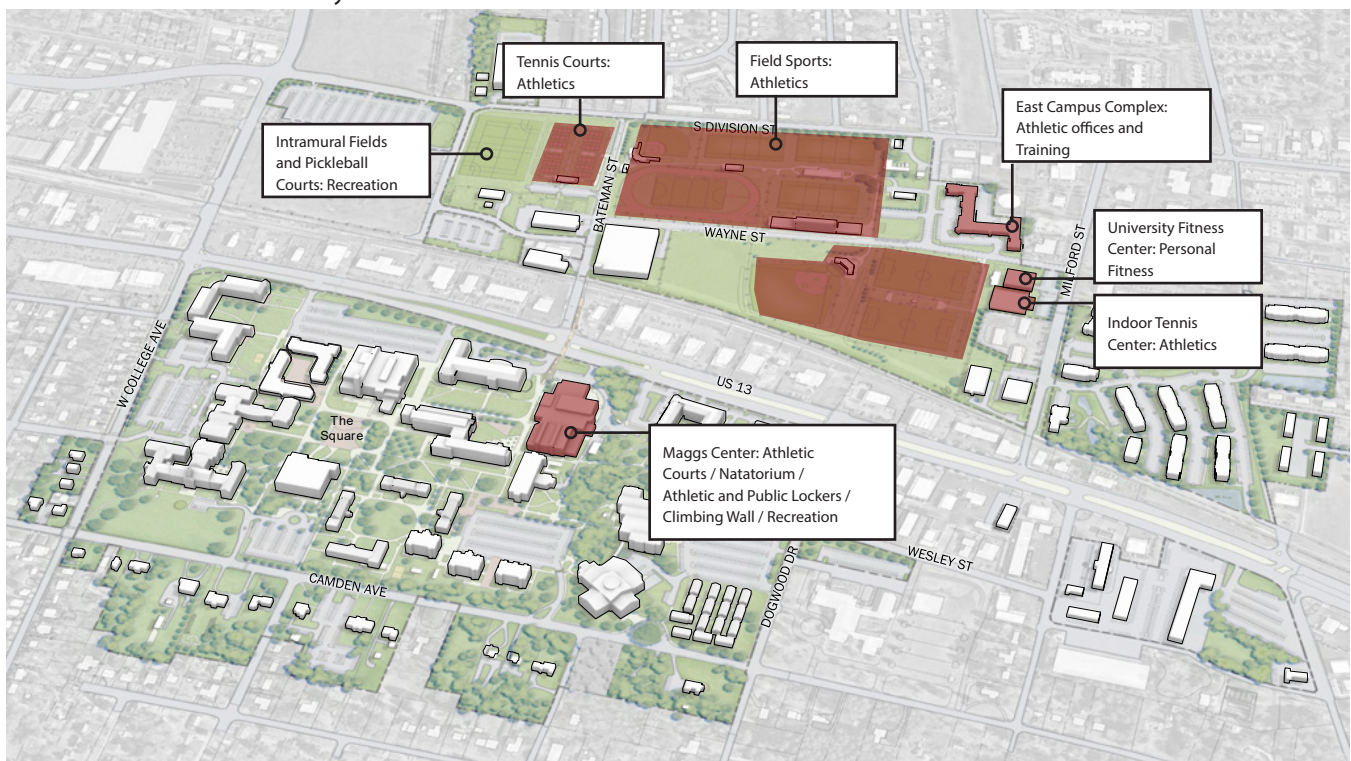 Tennis Courts:
Athletics
Field Sports:
Athletics
East Campus Complex:
Athletic offices and
Training
Intramural Fields
and Pickleball
Courts: Recreation
S DIVISION ST
BATEMAN ST
WAYNE ST
MILFORD ST
University Fitness
Center: Personal
Fitness
Indoor Tennis
Center: Athletics
W COLLEGE AVE
US 13
The
Square
Maggs Center: Athletic
Courts / Natatorium /
Athletic and Public Lockers /
Climbing Wall / Recreation
WESLEY ST
DOGWOOD DR
CAMDEN AVE